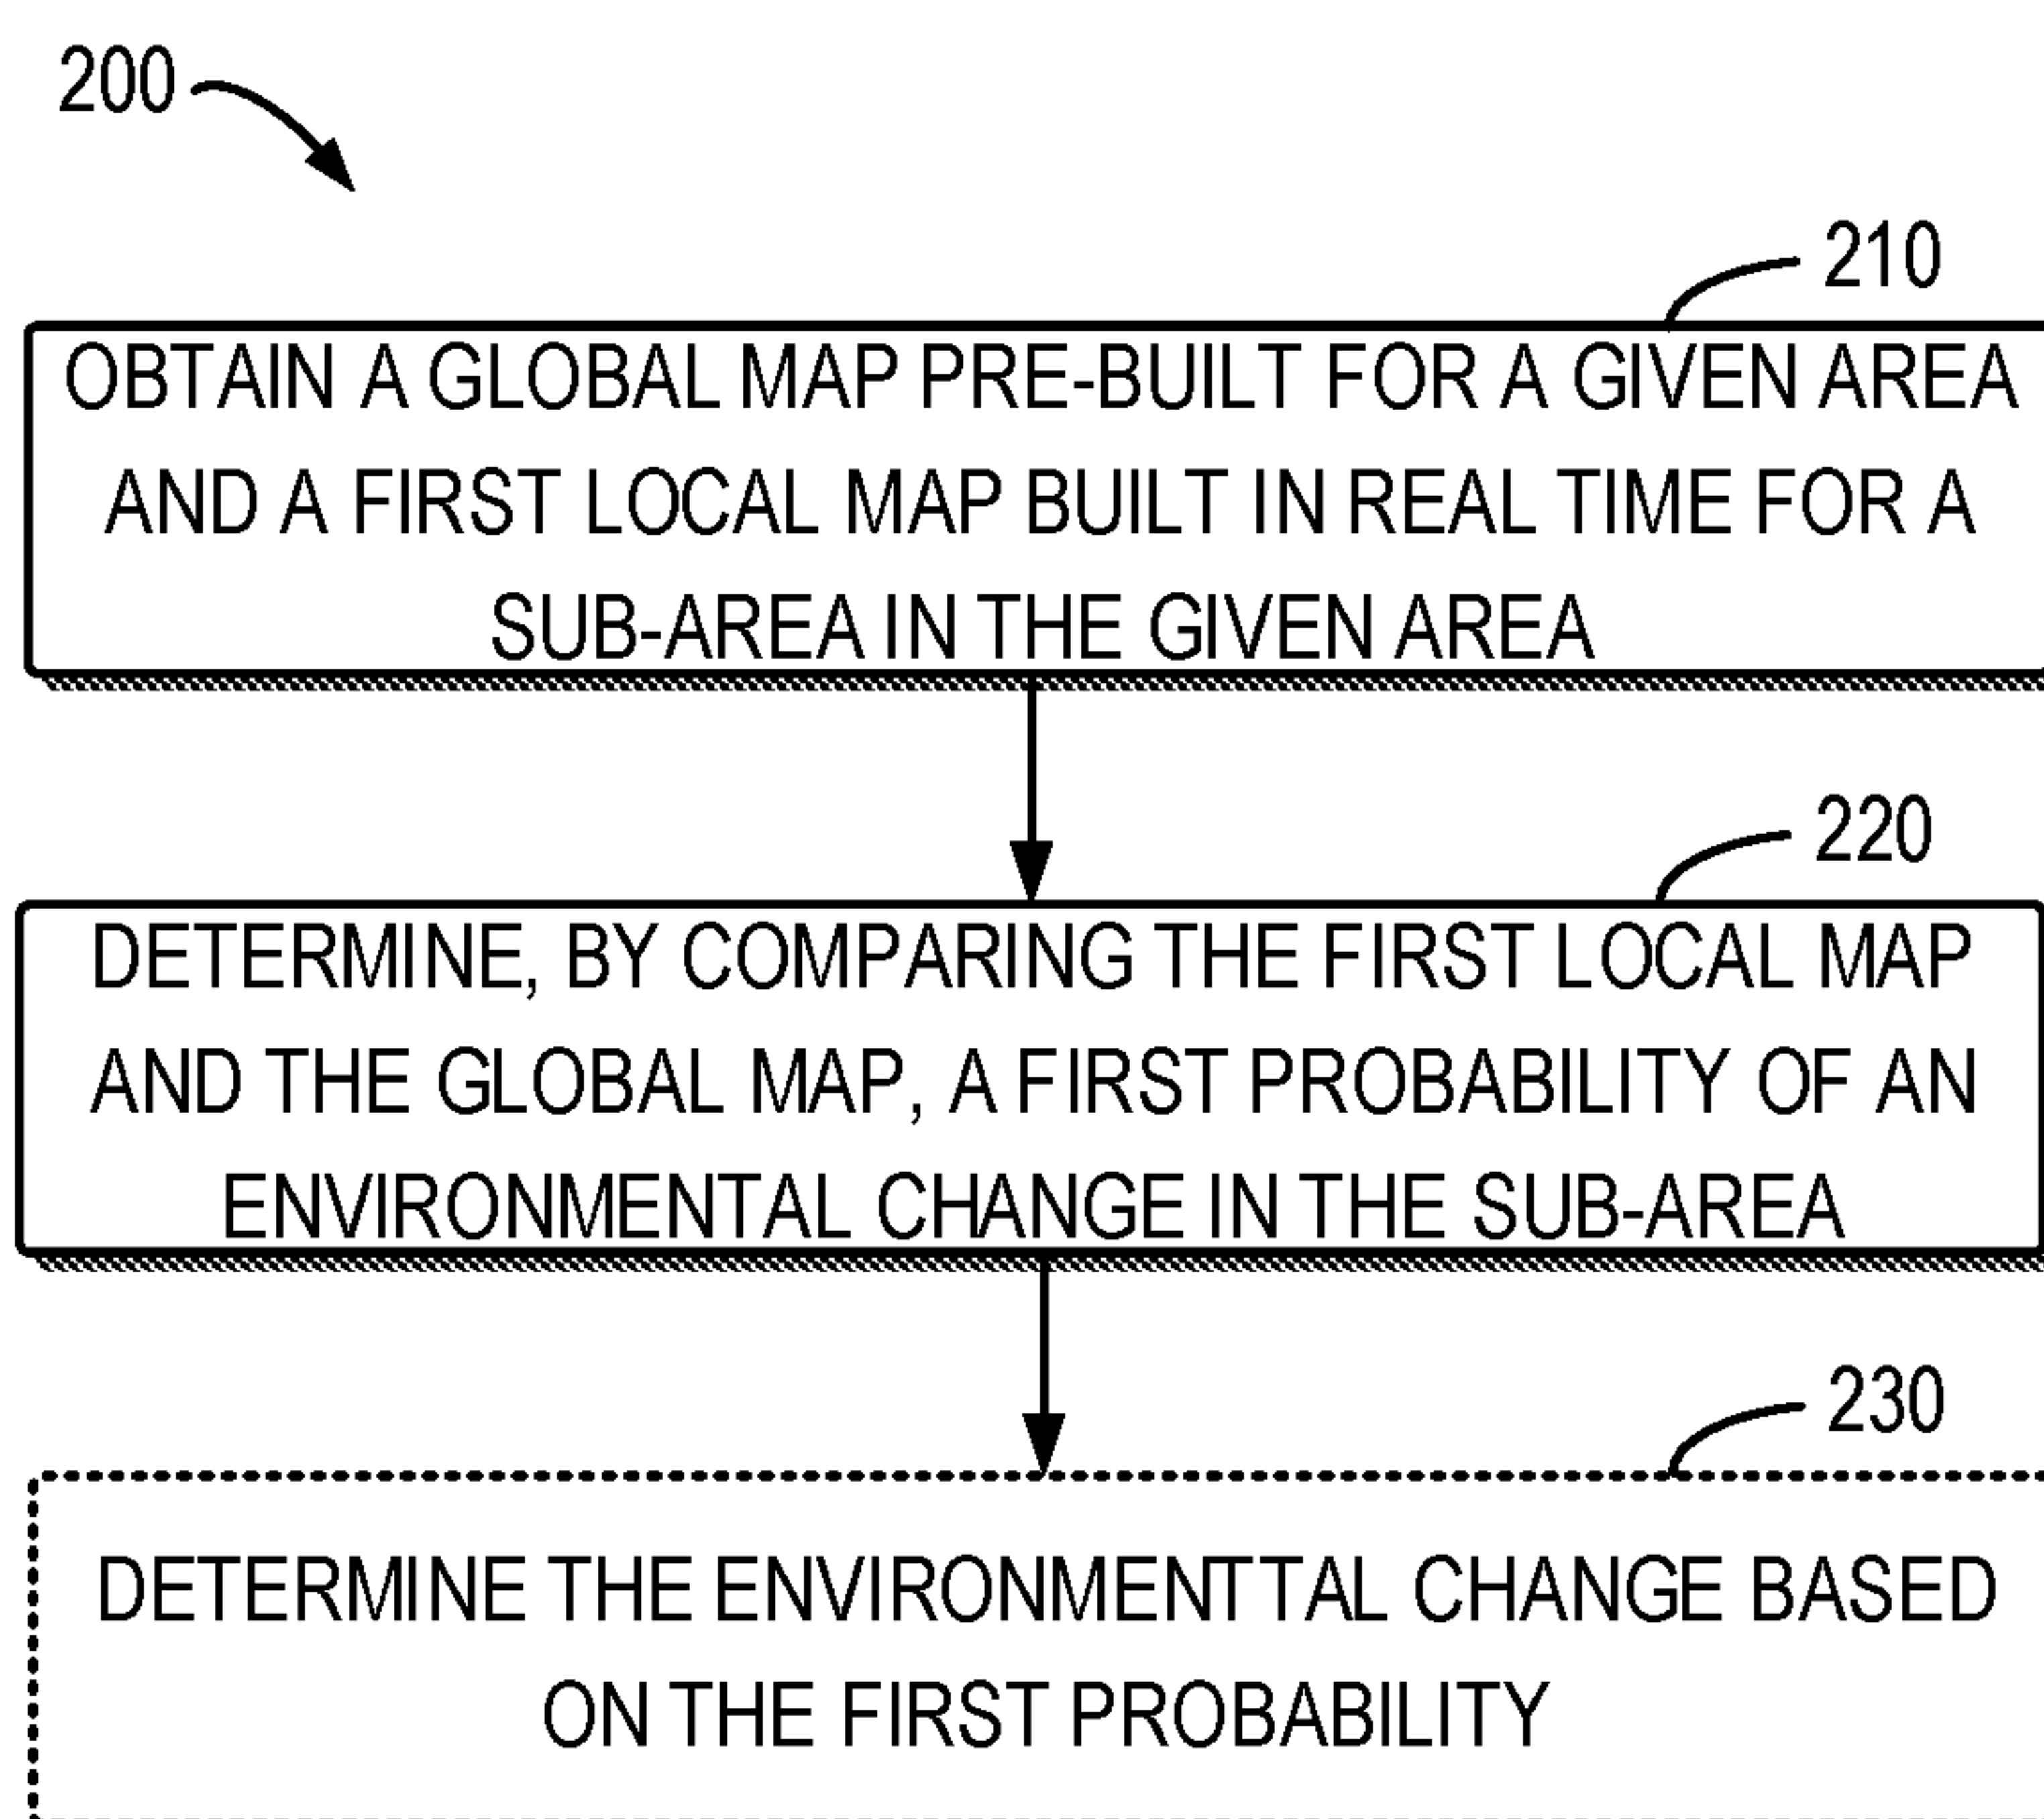 200
210
OBTAIN A GLOBAL MAP PRE-BUILT FOR A GIVEN AREA
AND A FIRST LOCAL MAP BUILT IN REAL TIME FOR A
SUB-AREA IN THE GIVEN AREA
220
DETERMINE, BY COMPARING THE FIRST LOCAL MAP
AND THE GLOBAL MAP, A FIRST PROBABILITY OF AN
ENVIRONMENTAL CHANGE IN THE SUB-AREA
230
DETERMINE THE ENVIRONMENTTAL CHANGE BASED
ON THE FIRST PROBABILITY